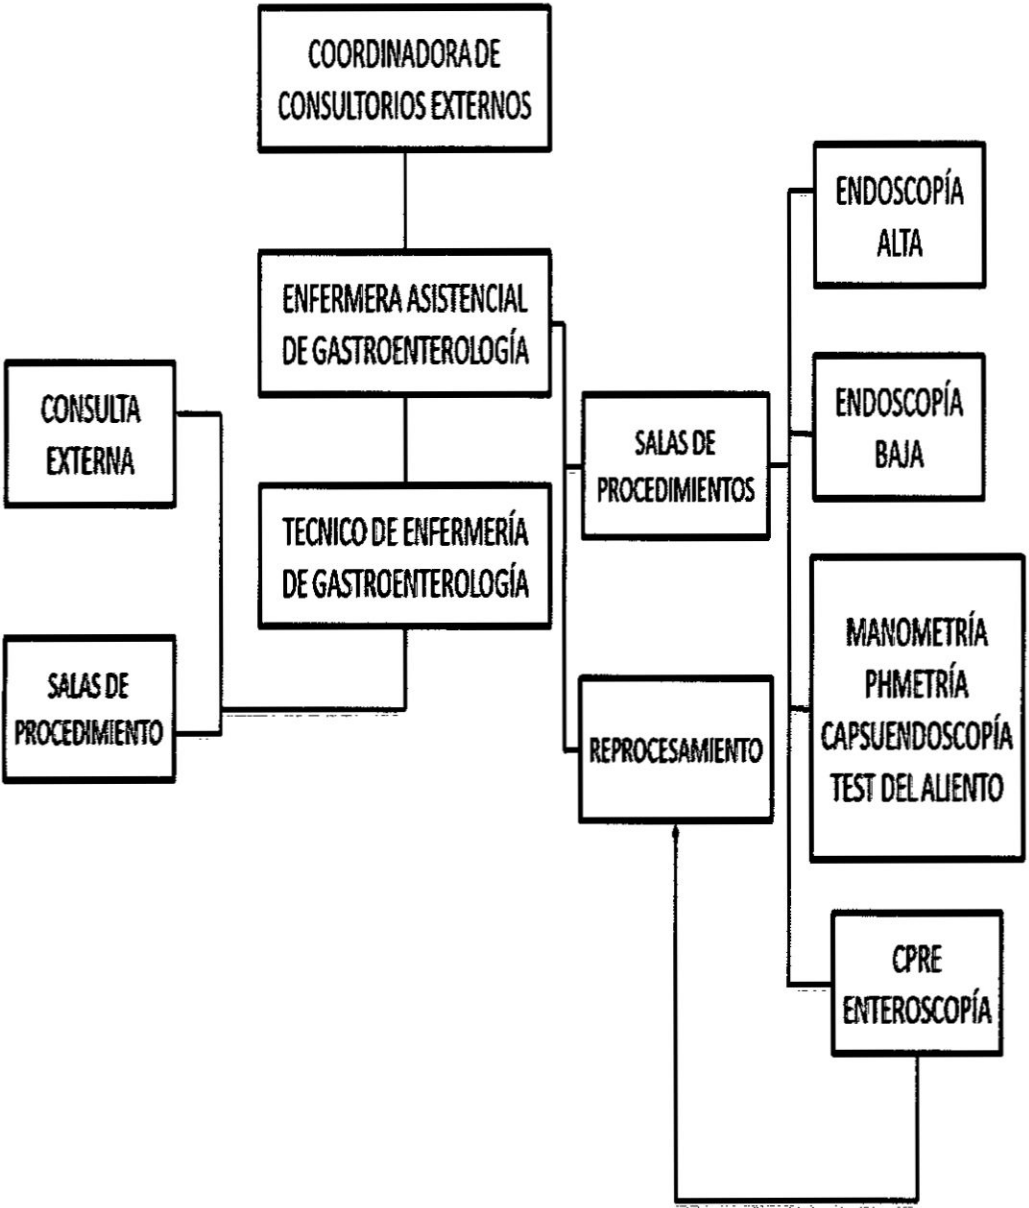 COORDINADORA DE
CONSULTORIOS EXTERNOS
ENFERMERA ASISTENCIAL
DE GASTROENTEROLOGÍA
TECNICO DE ENFERMERÍA
DE GASTROENTEROLOGÍA
CONSULTA
EXTERNA
SALAS DE
PROCEDIMIENTO
SALAS DE
PROCEDIMIENTOS
REPROCESAMIENTO
ENDOSCOPÍA
ALTA
ENDOSCOPÍA
BAJA
MANOMETRÍA
PHMETRÍA
CAPSUENDOSCOPÍA
TEST DEL ALIENTO
CPRE
ENTEROSCOPÍA